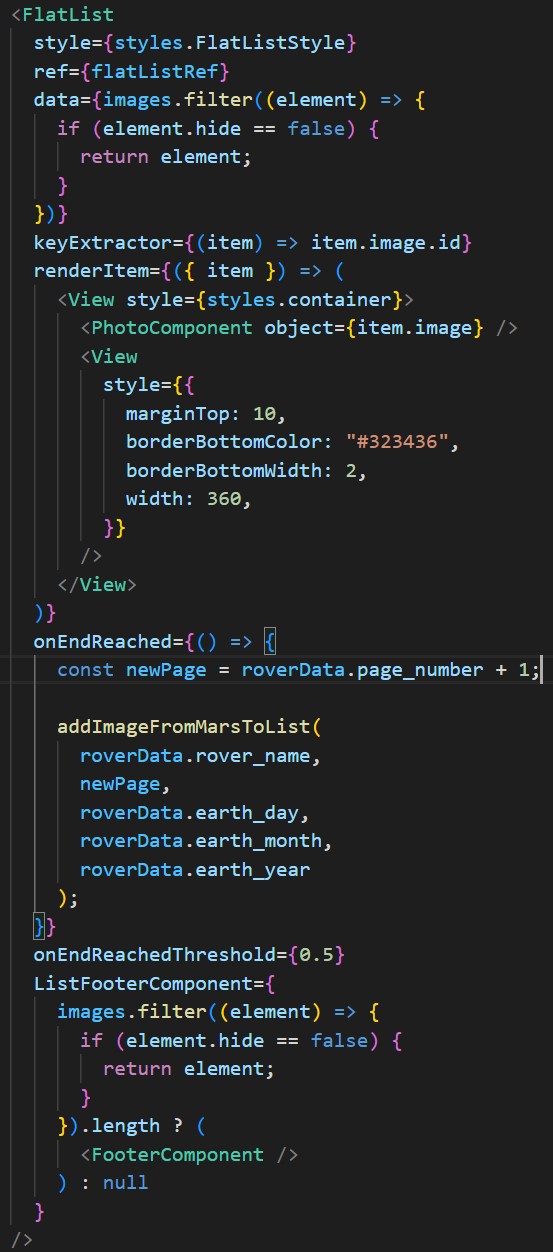 <FlatList
  style={styles.FlatListStyle}
  ref={flatListRef}
  data={images.filter((element) => {
    if (element.hide == false) {
      return element;
    }
  })}
  keyExtractor={(item) => item.image.id}
  renderItem={({ item }) => (
    <View style={styles.container}>
      <PhotoComponent object={item.image} />
      <View
        style={{
          marginTop: 10,
          borderBottomColor: "#323436",
          borderBottomWidth: 2,
          width: 360,
        }}
      />
    </View>
  )}
  onEndReached={() => {
    const newPage = roverData.page_number + 1;

    addImageFromMarsToList(
      roverData.rover_name,
      newPage,
      roverData.earth_day,
      roverData.earth_month,
      roverData.earth_year
    );
  }}
  onEndReachedThreshold={0.5}
  ListFooterComponent={
    images.filter((element) => {
      if (element.hide == false) {
        return element;
      }
    }).length ? (
      <FooterComponent />
    ) : null
  }
/>